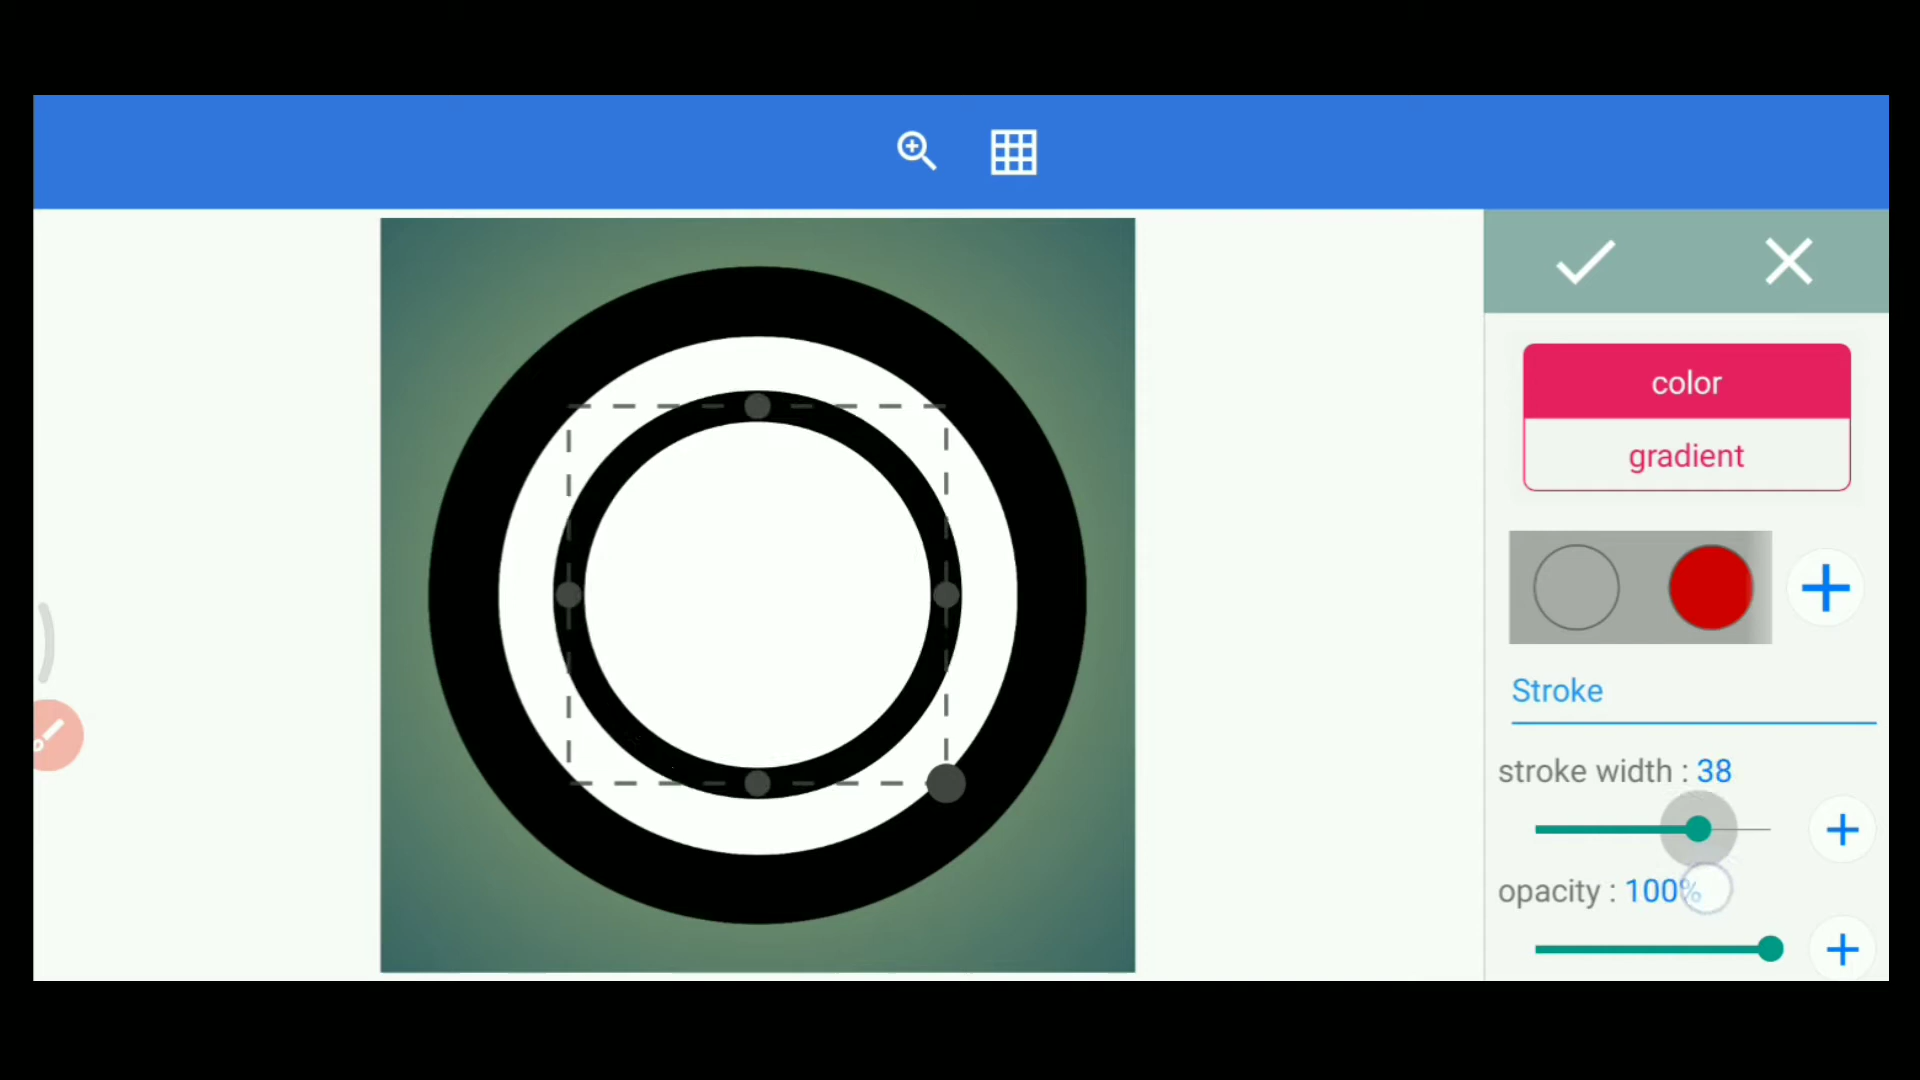 color
gradient
Stroke
stroke width : 38
opacity : 100%